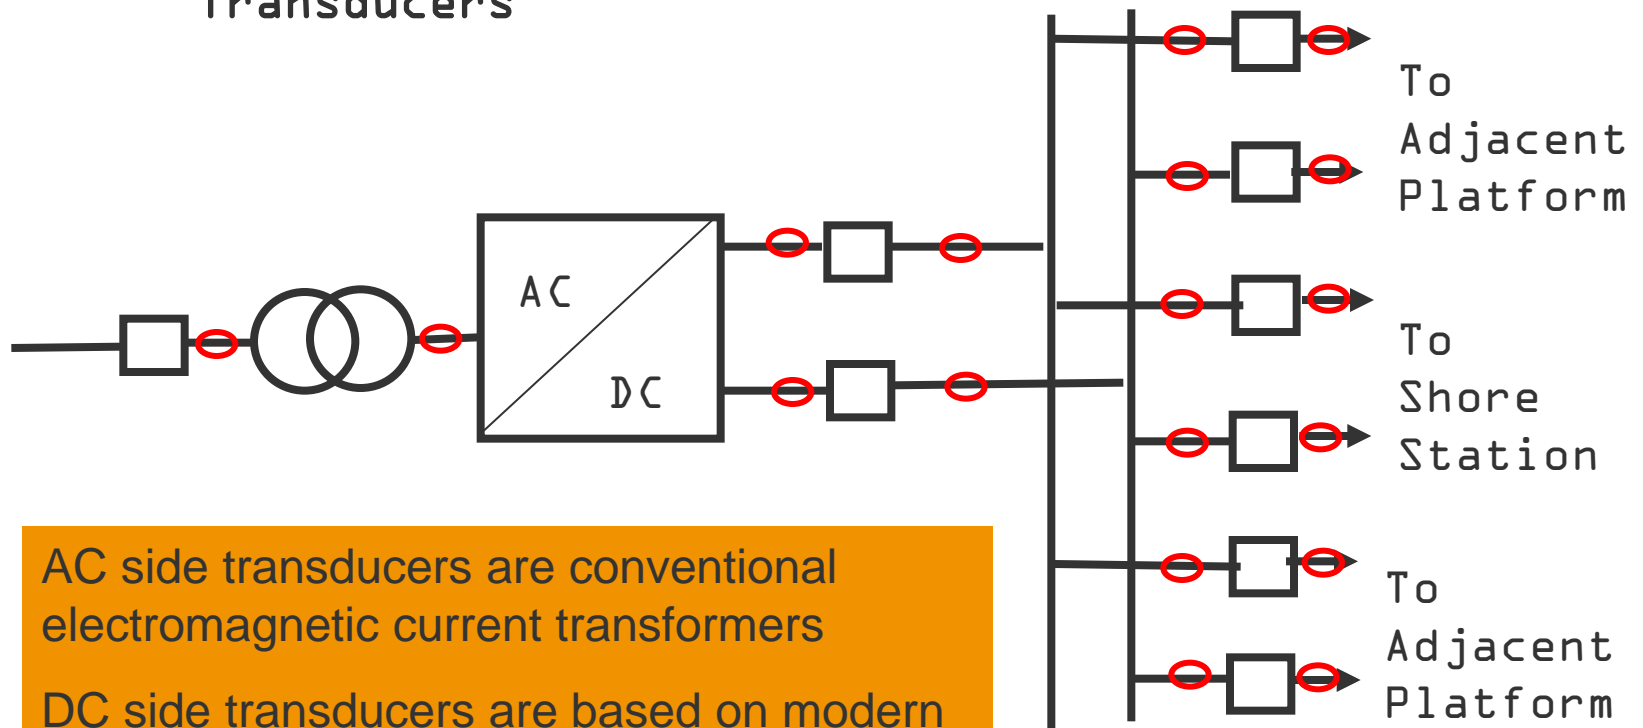 Transducers
To
Adjacent
Platform
AC
DC
To
Shore
Station
AC side transducers are conventional
electromagnetic current transformers
DC side transducers are based on modern
To
Adjacent
Platform